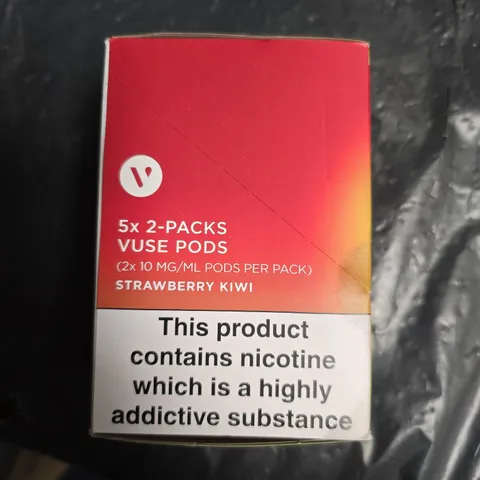 V
5x 2-PACKS
VUSE PODS
(2x 10 MG/ML PODS PER PACK)
STRAWBERRY KIWI
This product
contains nicotine
which is a highly
addictive substance